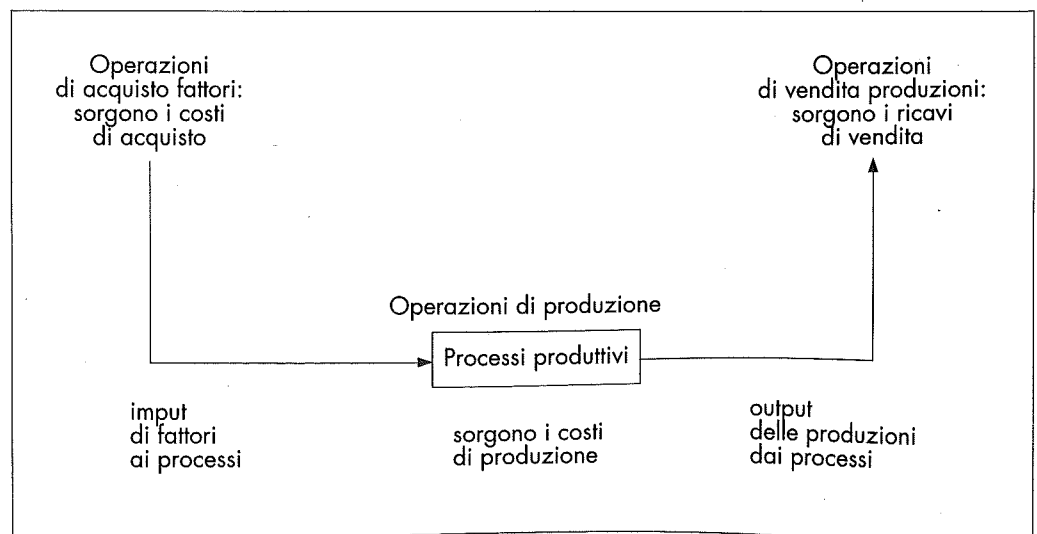 Operazioni
di acquisto fattori:
sorgono i costi
di acquisto
Operazioni
di vendita produzioni:
sorgono i ricavi
di vendita
Operazioni di produzione
Processi produttivi
imput
di fattori
ai processi
sorgono i costi
di produzione
output
delle produzioni
dai processi